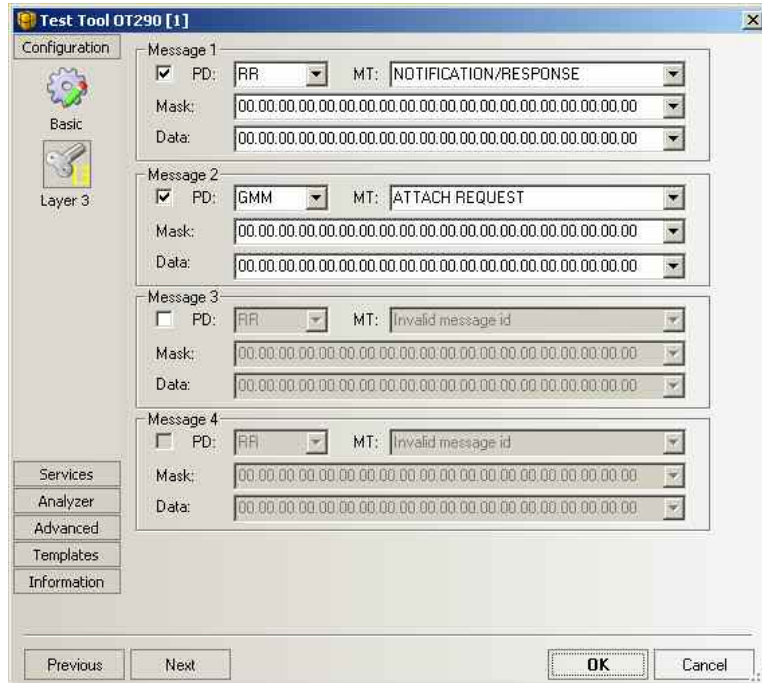 Test Tool OT290 [1]
Configuration
Basic
Layer 3
Services
Analyzer
Advanced
Templates
Information
Message 1
PD: RR MT: NOTIFICATION/RESPONSE
Mask: 00.00.00.00.00.00.00.00.00.00.00.00.00.00.00.00.00.00.00.00
Data: 00.00.00.00.00.00.00.00.00.00.00.00.00.00.00.00.00.00.00.00
Message 2
PD: GMM MT: ATTACH REQUEST
Mask: 00.00.00.00.00.00.00.00.00.00.00.00.00.00.00.00.00.00.00.00
Data: 00.00.00.00.00.00.00.00.00.00.00.00.00.00.00.00.00.00.00.00
Message 3
PD: RR MT: Invalid message id
Mask: 00.00.00.00.00.00.00.00.00.00.00.00.00.00.00.00.00.00.00.00
Data: 00.00.00.00.00.00.00.00.00.00.00.00.00.00.00.00.00.00.00.00
Message 4
PD: RR MT: Invalid message id
Mask: 00.00.00.00.00.00.00.00.00.00.00.00.00.00.00.00.00.00.00.00
Data: 00.00.00.00.00.00.00.00.00.00.00.00.00.00.00.00.00.00.00.00
Previous Next OK Cancel